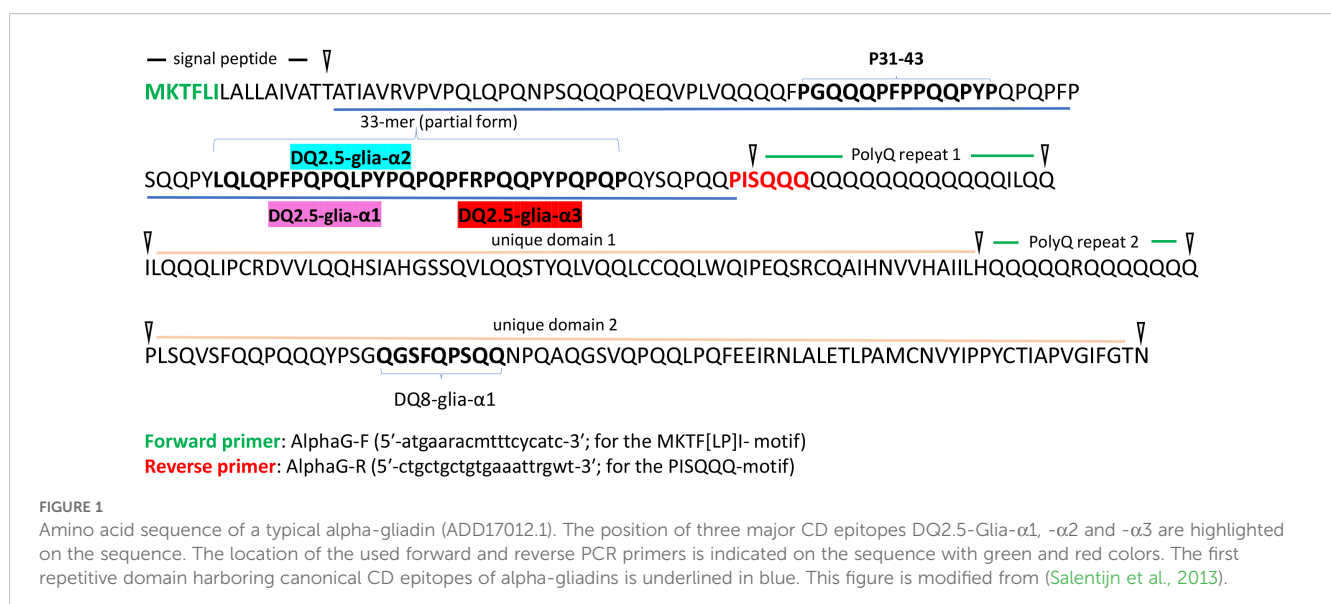 signal peptide
P31-43
MKTFLILALLAIVATTATIAVRVPVPQLQPQNPSQQQPQEQVPLVQQQQFPGQQQPFPPQQPYPQPQPFP
33-mer (partial form)
DQ2.5-glia-α2
PolyQ repeat 1
SQQPYLQLQPFPQPQLPYPQPQPFRPQQPYPQPQPQYSQPQQPISQQQQQQQQQQQQQQQQILQQ
DQ2.5-glia-α1 DQ2.5-glia-α3
unique domain 1
PolyQ repeat 2
ILQQQLIPCRDVVLQQHSIAHGSSQVLQQSTYQLVQQLCCQQLWQIPEQSRCQAIHNVVHAIILHQQQQQRQQQQQQQ
unique domain 2
PLSQVSFQQPQQQYPSGQGSFQPSQQNPQAQGSVQPQQLPQFEEIRNLALETLPAMCNVYIPPYCTIAPVGIFGTN
DQ8-glia-α1
Forward primer: AlphaG-F (5′-atgaaracmtttcycatc-3′; for the MKTF[LP]I- motif)
Reverse primer: AlphaG-R (5′-ctgctgctgtgaaattrgwt-3′; for the PISQQQ-motif)
FIGURE 1
Amino acid sequence of a typical alpha-gliadin (ADD17012.1). The position of three major CD epitopes DQ2.5-Glia-α1, -α2 and -α3 are highlighted
on the sequence. The location of the used forward and reverse PCR primers is indicated on the sequence with green and red colors. The first
repetitive domain harboring canonical CD epitopes of alpha-gliadins is underlined in blue. This figure is modified from (Salentijn et al., 2013).